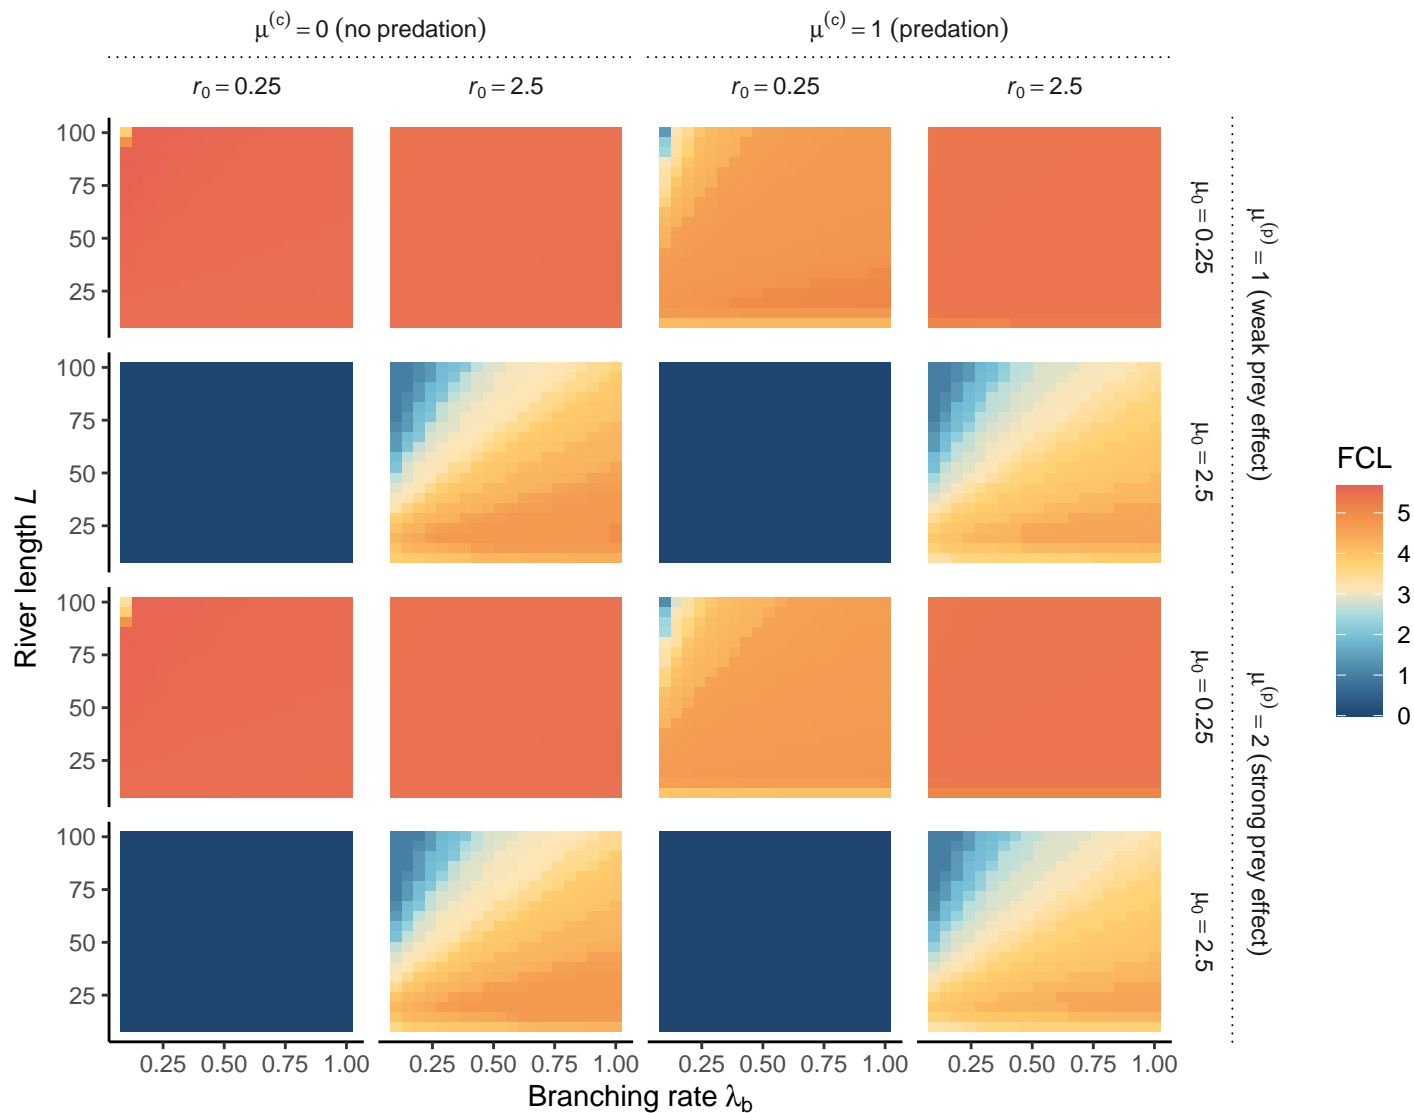 μ(c) = 0 (no predation)
μ(c) = 1 (predation)
r0 = 0.25
r0 = 2.5
r0 = 0.25
r0 = 2.5
100
75
50
25
μ0 = 0.25
100
75
50
25
μ0 = 2.5
μ(p) = 1 (weak prey effect)
100
75
50
25
μ0 = 0.25
100
75
50
25
μ0 = 2.5
μ(p) = 2 (strong prey effect)
River length L
0.25 0.50 0.75 1.00
0.25 0.50 0.75 1.00
0.25 0.50 0.75 1.00
0.25 0.50 0.75 1.00
Branching rate λb
FCL
5
4
3
2
1
0